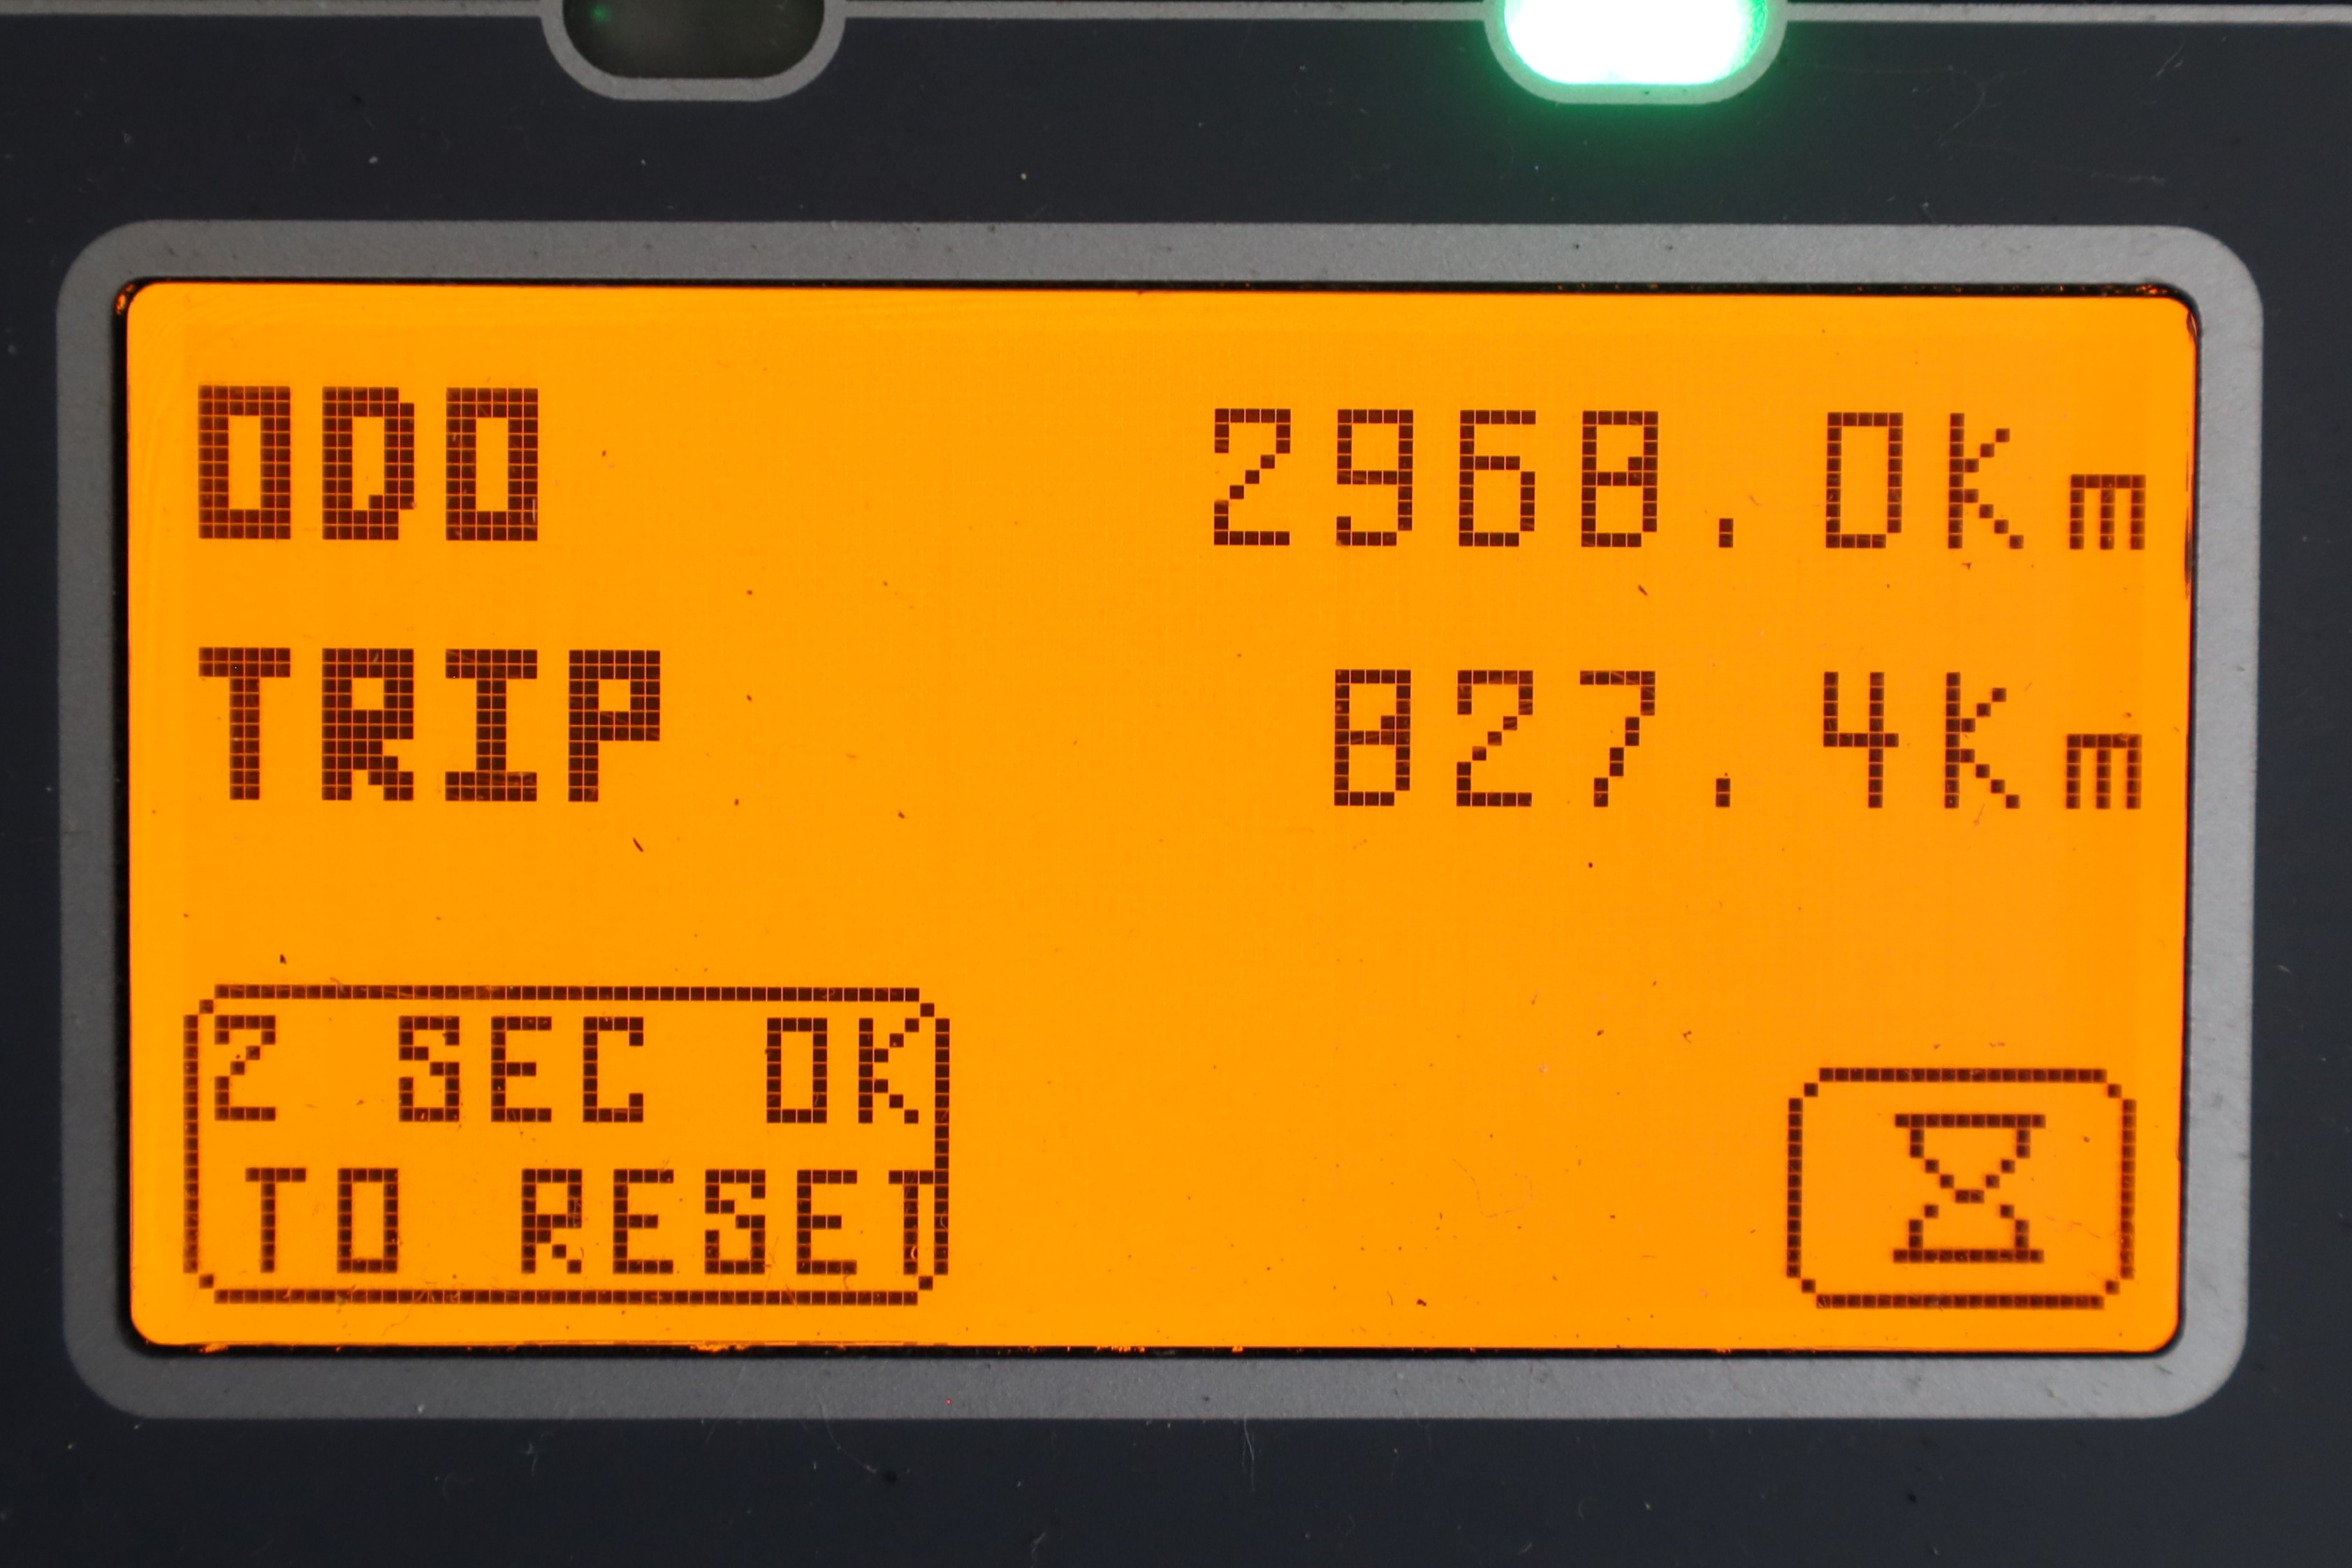 ODO 2968.0Km
TRIP 827.4Km
2 SEC OK
TO RESET